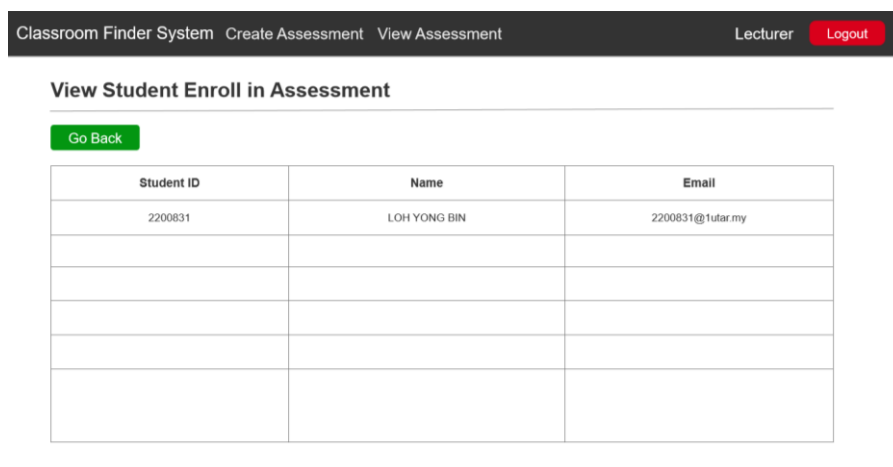 Classroom Finder System Create Assessment View Assessment Lecturer Logout
View Student Enroll in Assessment
Go Back
Student ID Name Email
2200831 LOH YONG BIN 2200831@1utar.my